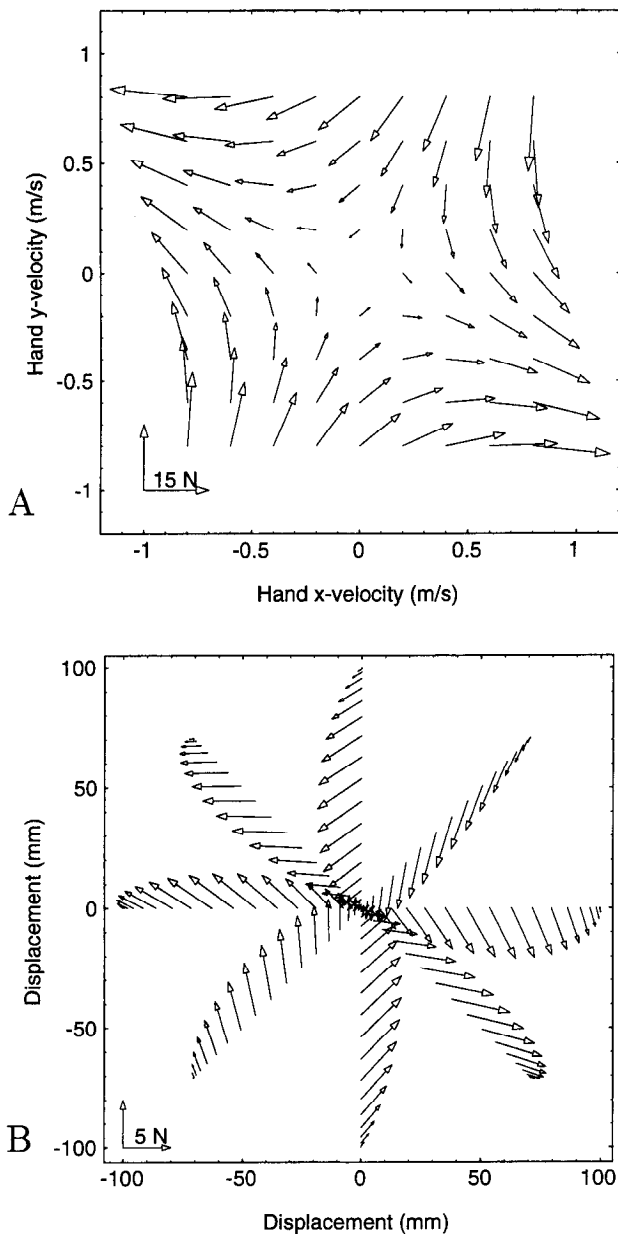 1
0.5
0
-0.5
-1
Hand y-velocity (m/s)
15 N
A
-1 -0.5 0 0.5 1
Hand x-velocity (m/s)
100
50
0
-50
-100
Displacement (mm)
5 N
B
-100 -50 0 50 100
Displacement (mm)